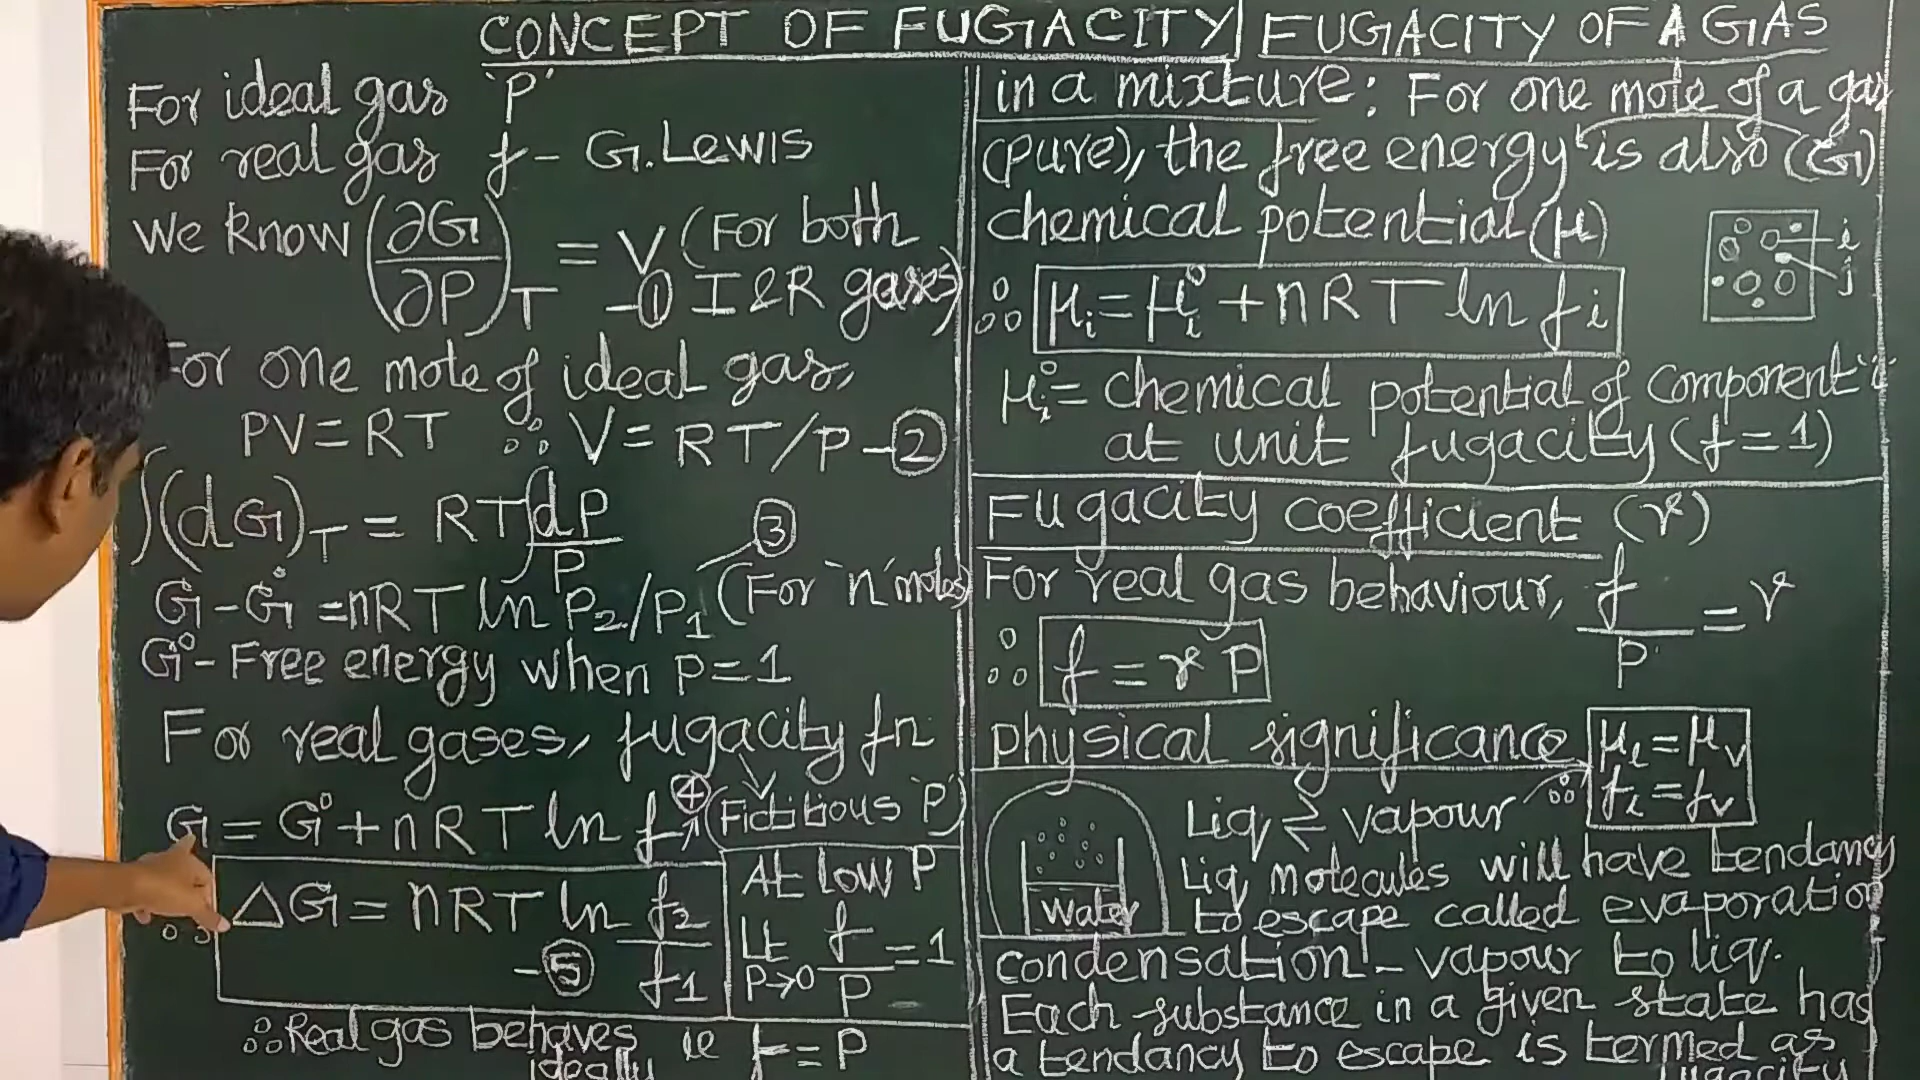 CONCEPT OF FUGACITY
For ideal gas 'P'
For real gas f - G.Lewis
We know (∂G/∂P)T = V (For both
-① I & R gases)
For one mole of ideal gas,
PV=RT ∴ V= RT/P -②
∫(dG)T = RT∫dP/P ③
G-G° =nRT ln P2/P1 (For 'n' moles)
G°- Free energy when P=1
For real gases, fugacity fn
G = G° + nRT ln f ④ (Fictitious 'P')
∴ ΔG = nRT ln f2/f1 -⑤
At low P
Lt P→0 f/P = 1
∴ Real gas behaves ie f = P
ideally
FUGACITY OF A GAS
in a mixture: For one mole of a gas
(pure), the free energy is also (G)
chemical potential (μ)
i
j
∴ μi = μi° + nRT ln fi
μi° = chemical potential of component 'i'
at unit fugacity (f=1)
Fugacity coefficient (γ)
For real gas behaviour, f/P = γ
∴ f = γ P
physical significance
∴ μl = μv
fl = fv
Liq ⇌ vapour
Liq molecules will have tendancy
to escape called evaporation
Water
condensation - vapour to liq.
Each substance in a given state has
a tendancy to escape is termed as
fugacity